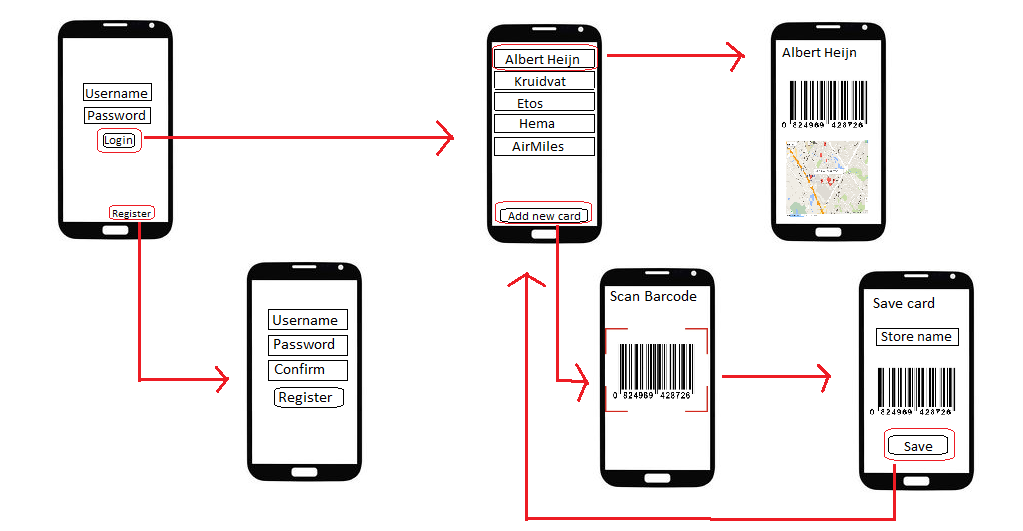 Username
Password
Login
Register
Albert Heijn
Kruidvat
Etos
Hema
AirMiles
Add new card
Albert Heijn
0 824969 428726
Username
Password
Confirm
Register
Scan Barcode
0 824969 428726
Save card
Store name
0 824969 428726
Save